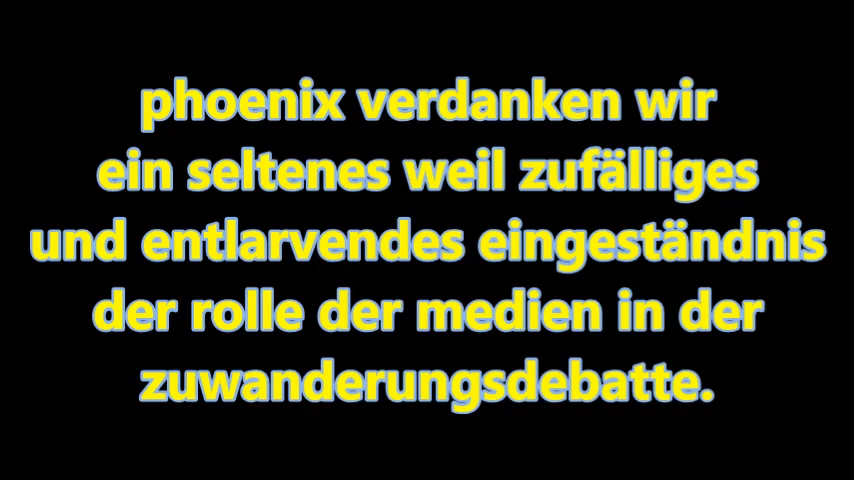 phoenix verdanken wir
ein seltenes weil zufälliges
und entlarvendes eingeständnis
der rolle der medien in der
zuwanderungsdebatte.